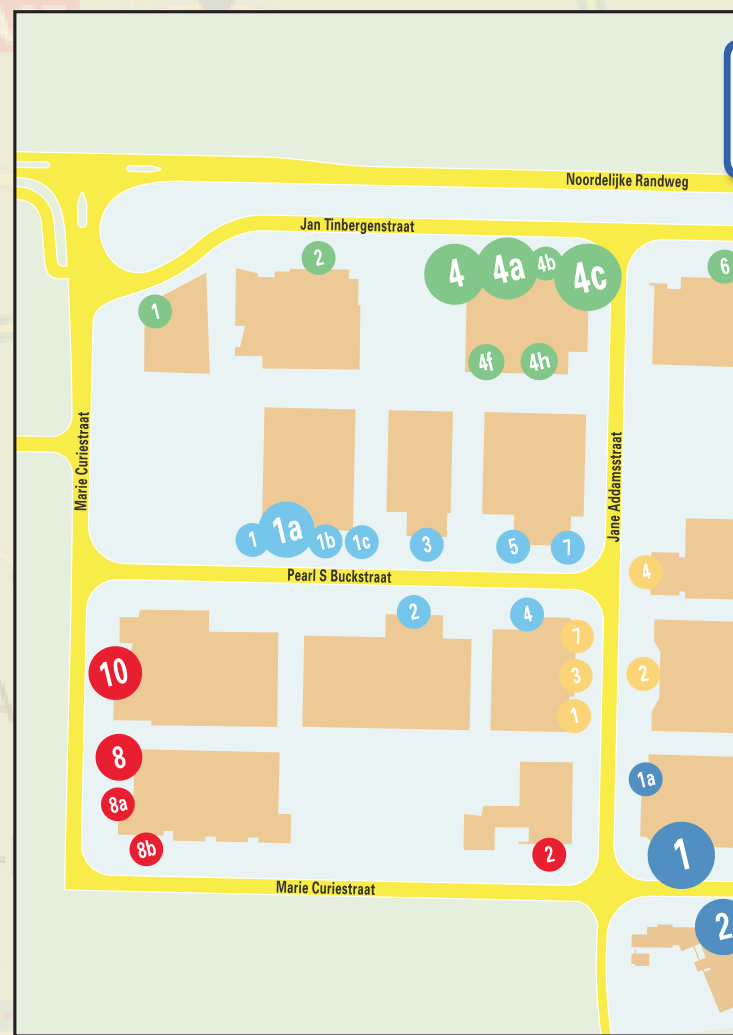 Noordelijke Randweg
Jan Tinbergenstraat
2
4
4a
4b
4c
6
1
4f
4h
Marie Curiestraat
Jane Addamsstraat
1
1a
1b
1c
3
5
7
Pearl S Buckstraat
4
2
4
7
10
3
2
1
8
1a
8a
8b
2
1
Marie Curiestraat
2